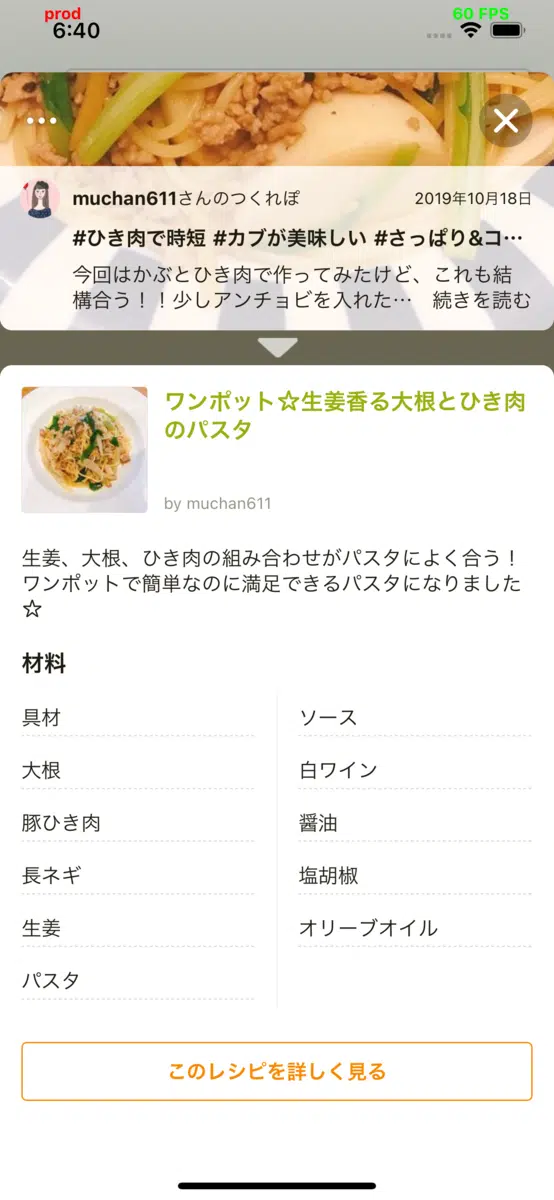 prod
60 FPS
6:40
muchan611さんのつくれぽ
2019年10月18日
#ひき肉で時短 #カブが美味しい #さっぱり&コ…
今回はかぶとひき肉で作ってみたけど、これも結
構合う！！少しアンチョビを入れた… 続きを読む
ワンポット☆生姜香る大根とひき肉
のパスタ
by muchan611
生姜、大根、ひき肉の組み合わせがパスタによく合う！
ワンポットで簡単なのに満足できるパスタになりました
☆
材料
具材
大根
豚ひき肉
長ネギ
生姜
パスタ
ソース
白ワイン
醤油
塩胡椒
オリーブオイル
このレシピを詳しく見る